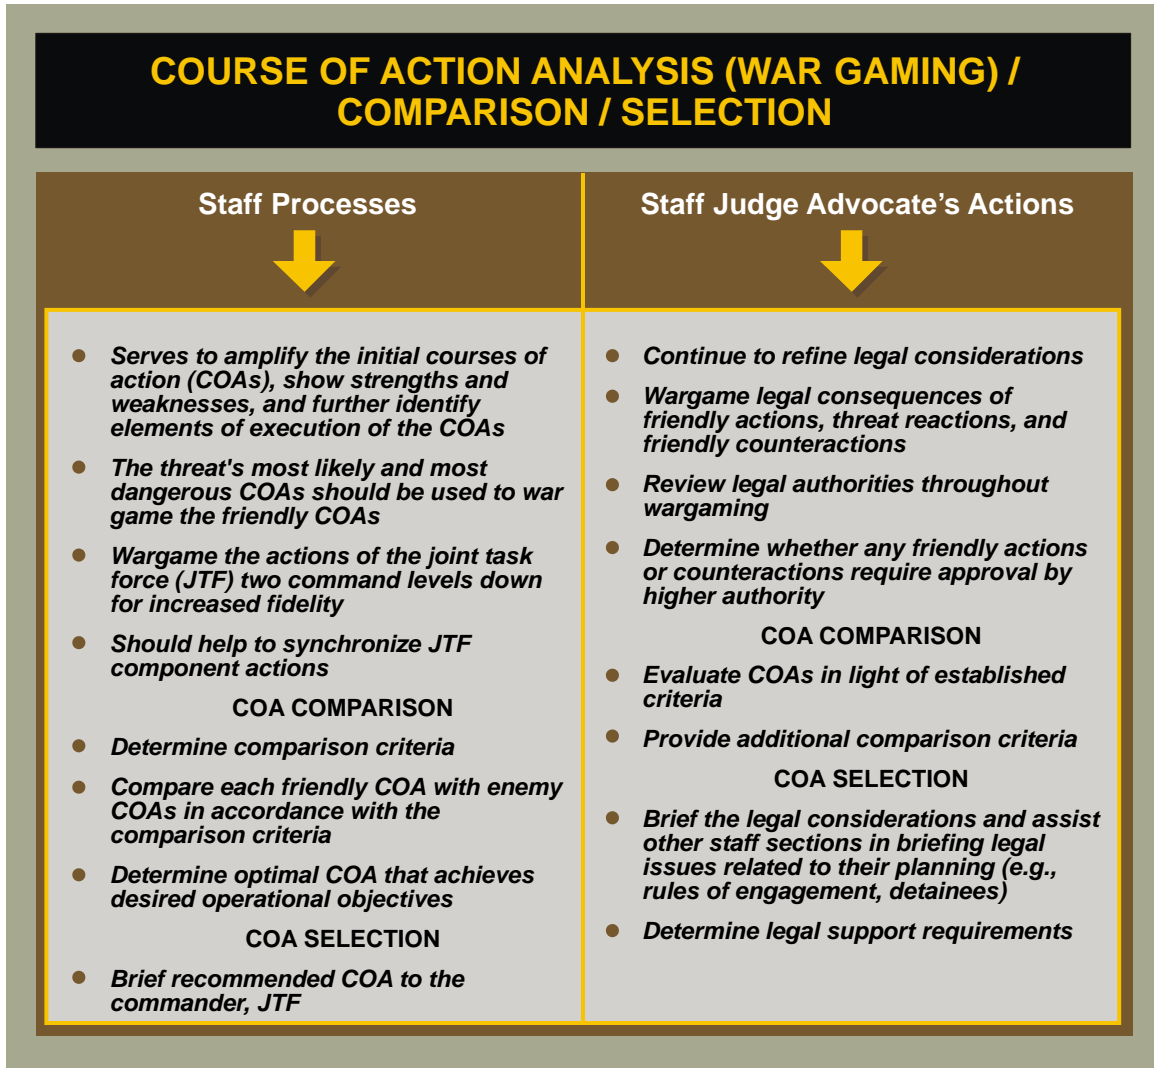 COURSE OF ACTION ANALYSIS (WAR GAMING) /
COMPARISON / SELECTION
Staff Processes
● Serves to amplify the initial courses of
action (COAs), show strengths and
weaknesses, and further identify
elements of execution of the COAs
● The threat's most likely and most
dangerous COAs should be used to war
game the friendly COAs
● Wargame the actions of the joint task
force (JTF) two command levels down
for increased fidelity
● Should help to synchronize JTF
component actions
COA COMPARISON
● Determine comparison criteria
● Compare each friendly COA with enemy
COAs in accordance with the
comparison criteria
● Determine optimal COA that achieves
desired operational objectives
COA SELECTION
● Brief recommended COA to the
commander, JTF
Staff Judge Advocate’s Actions
● Continue to refine legal considerations
● Wargame legal consequences of
friendly actions, threat reactions, and
friendly counteractions
● Review legal authorities throughout
wargaming
● Determine whether any friendly actions
or counteractions require approval by
higher authority
COA COMPARISON
● Evaluate COAs in light of established
criteria
● Provide additional comparison criteria
COA SELECTION
● Brief the legal considerations and assist
other staff sections in briefing legal
issues related to their planning (e.g.,
rules of engagement, detainees)
● Determine legal support requirements